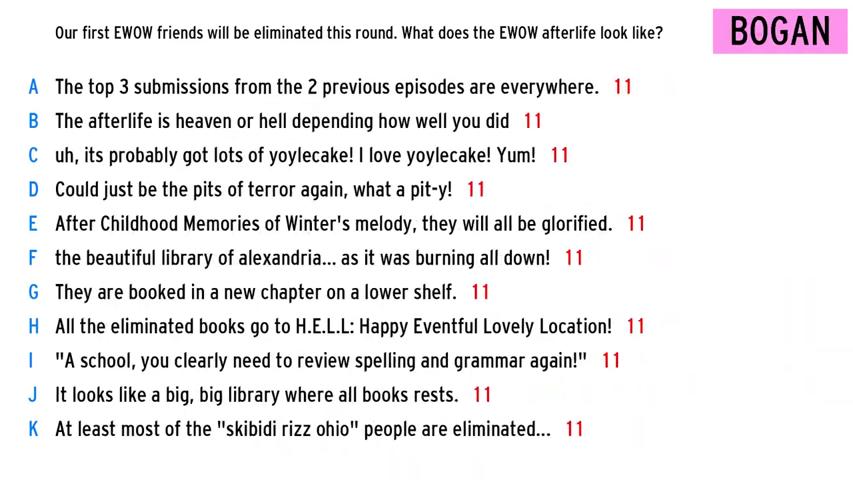 Our first EWOW friends will be eliminated this round. What does the EWOW afterlife look like?
BOGAN
A The top 3 submissions from the 2 previous episodes are everywhere. 11
B The afterlife is heaven or hell depending how well you did 11
C uh, its probably got lots of yoylecake! I love yoylecake! Yum! 11
D Could just be the pits of terror again, what a pit-y! 11
E After Childhood Memories of Winter's melody, they will all be glorified. 11
F the beautiful library of alexandria... as it was burning all down! 11
G They are booked in a new chapter on a lower shelf. 11
H All the eliminated books go to H.E.L.L: Happy Eventful Lovely Location! 11
I "A school, you clearly need to review spelling and grammar again!" 11
J It looks like a big, big library where all books rests. 11
K At least most of the "skibidi rizz ohio" people are eliminated... 11